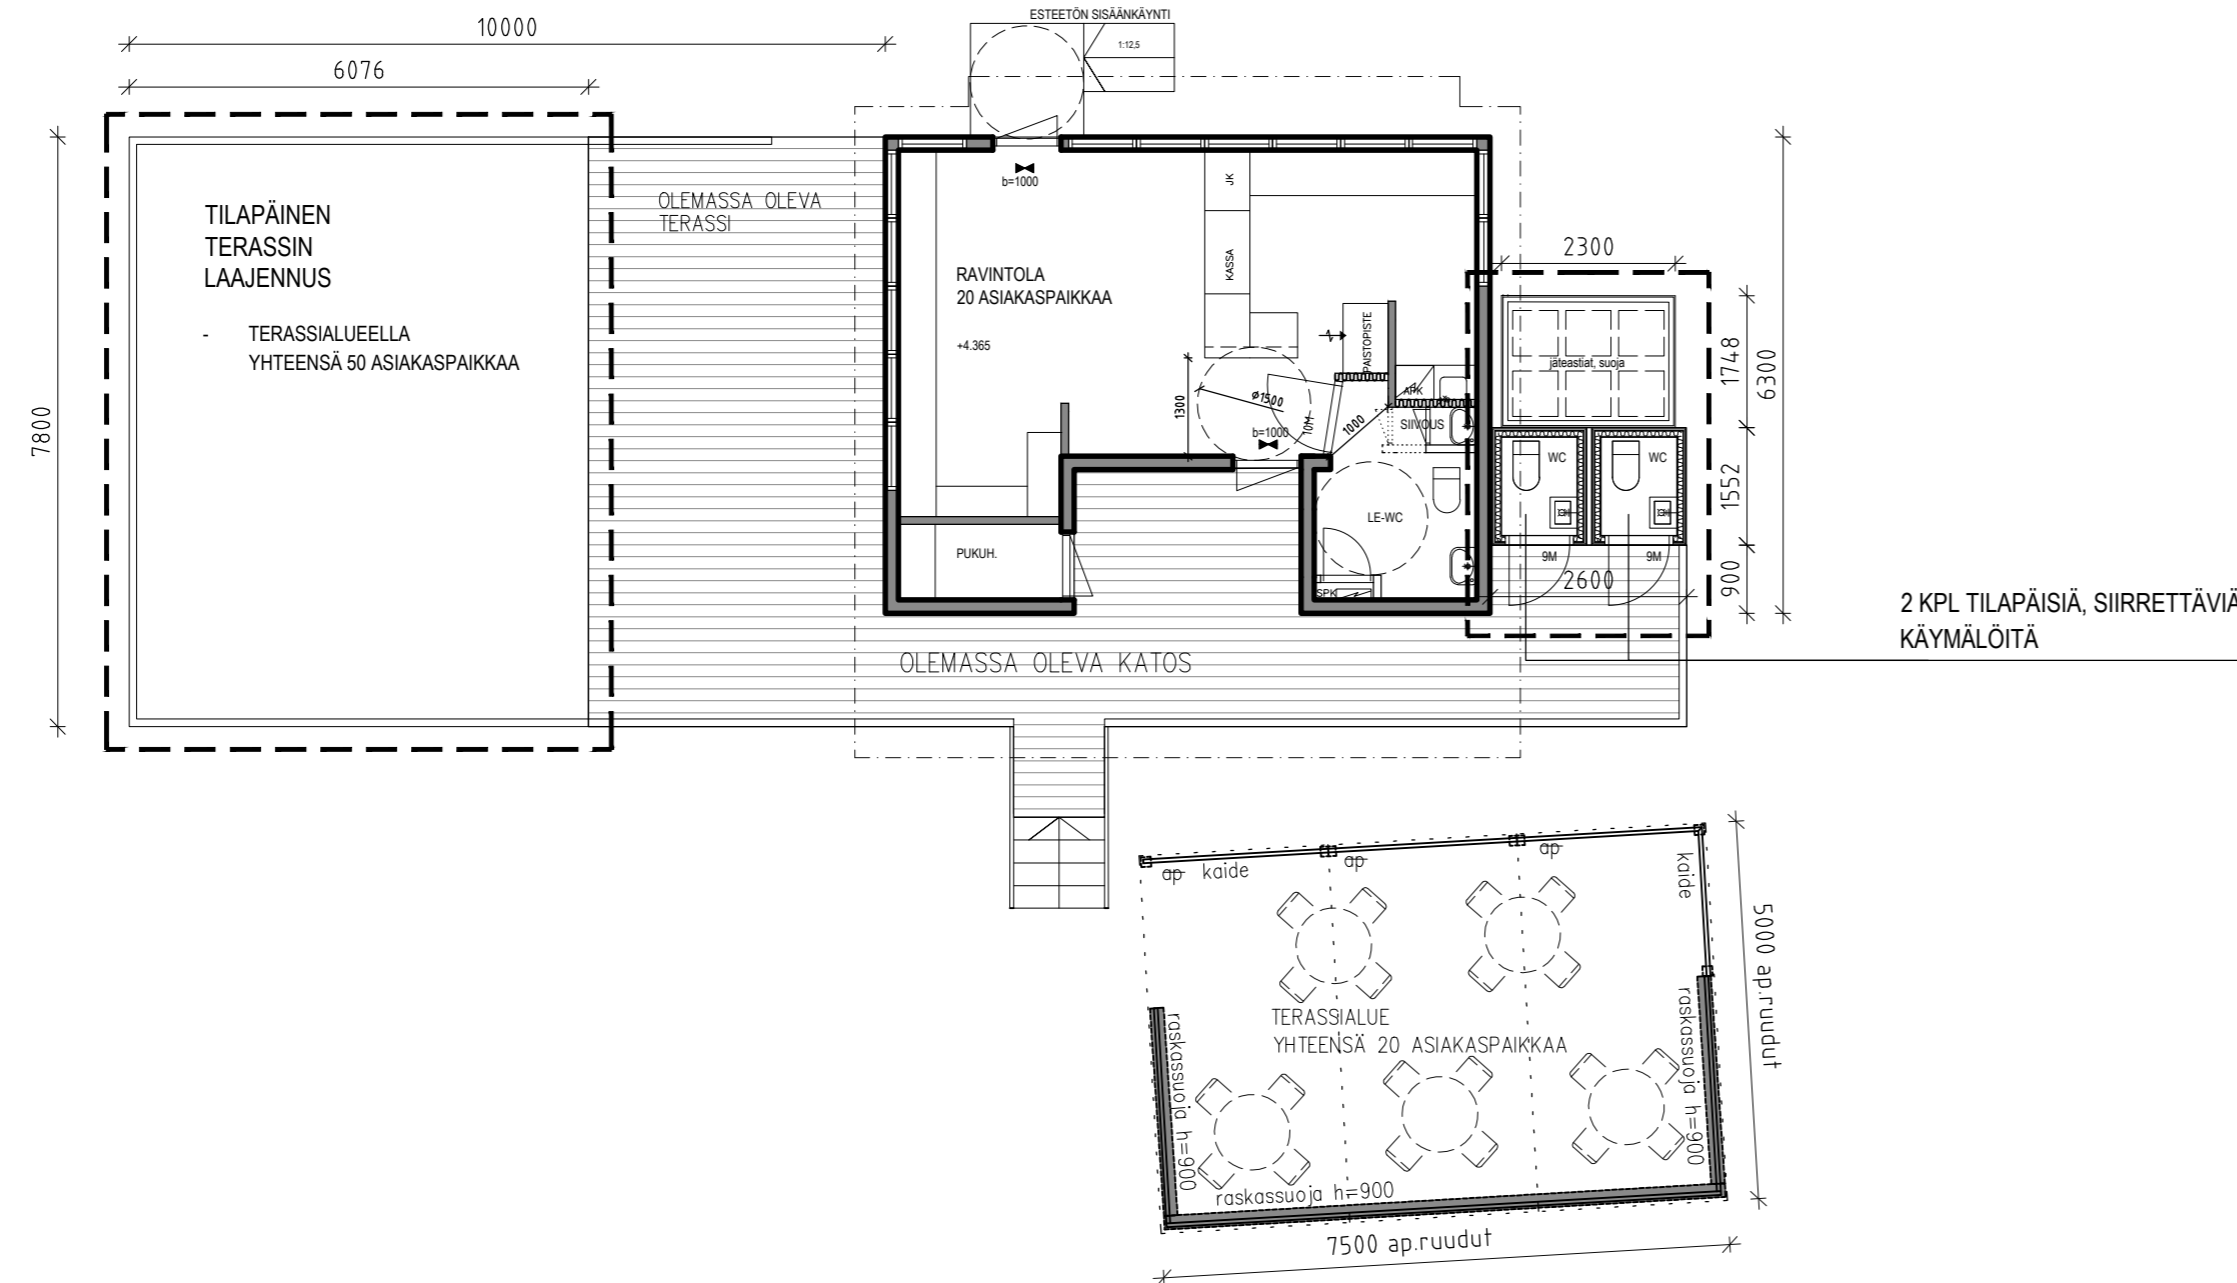 ESTEETÖN SISÄÄNKÄYNTI
10000
1:12,5
6076
b=1000
JK
TILAPÄINEN
TERASSIN
LAAJENNUS
OLEMASSA OLEVA
TERASSI
KASSA
2300
RAVINTOLA
20 ASIAKASPAIKKAA
- TERASSIALUEELLA
YHTEENSÄ 50 ASIAKASPAIKKAA
+4.365
PAISTOPISTE
jäteastiat, suoja
1748
6300
7800
1300
ø1500
APK
10M
1000
SIIVOUS
b=1000
WC
WC
1552
LE-WC
PUKUH.
9M
9M
2600
900
SPK
2 KPL TILAPÄISIÄ, SIIRRETTÄVIÄ
KÄYMÄLÖITÄ
OLEMASSA OLEVA KATOS
ap kaide
ap
ap
kaide
5000 ap.ruudut
TERASSIALUE
YHTEENSÄ 20 ASIAKASPAIKKAA
raskassuoja h=900
raskassuoja h=900
raskassuoja h=900
7500 ap.ruudut